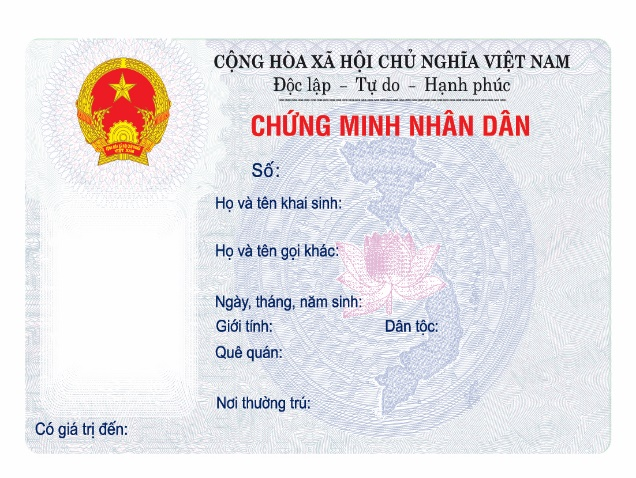 CỘNG HÒA XÃ HỘI CHỦ NGHĨA VIỆT NAM
Độc lập – Tự do – Hạnh phúc
CHỨNG MINH NHÂN DÂN
Số:
Họ và tên khai sinh:
Họ và tên gọi khác:
Ngày, tháng, năm sinh:
Giới tính: Dân tộc:
Quê quán:
Nơi thường trú:
Có giá trị đến: